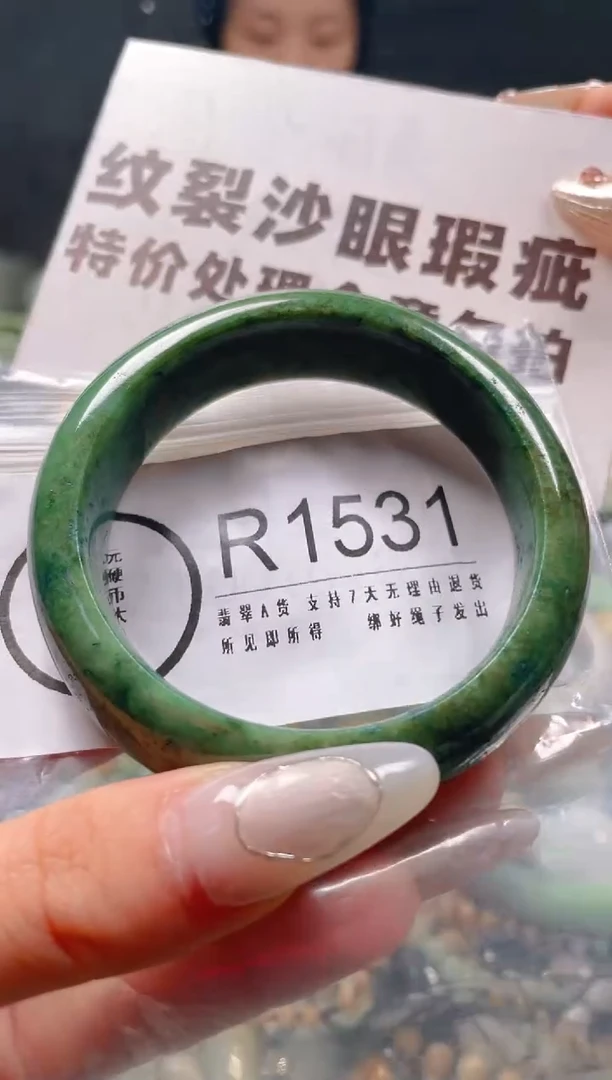 纹裂沙眼瑕疵
特价处理
R1531
翡翠A货 支持7天无理由退货
所见即所得 绑好绳子发出